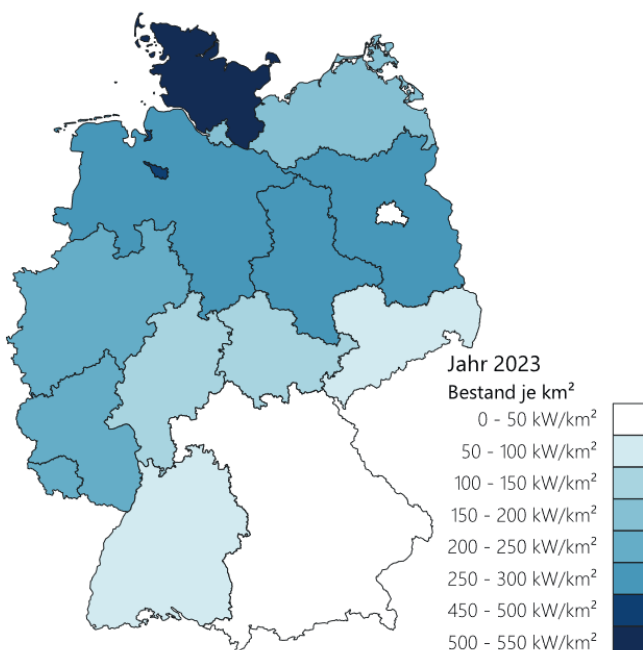 Jahr 2023
Bestand je km²
0 - 50 kW/km²
50 - 100 kW/km²
100 - 150 kW/km²
150 - 200 kW/km²
200 - 250 kW/km²
250 - 300 kW/km²
450 - 500 kW/km²
500 - 550 kW/km²